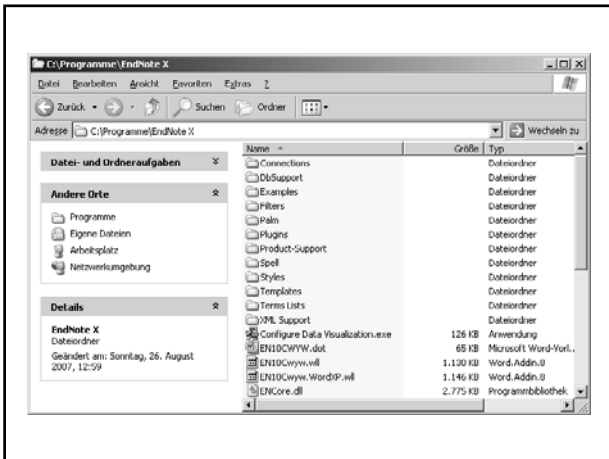 C:\Programme\EndNote X
Datei Bearbeiten Ansicht Favoriten Extras ?
Zurück Suchen Ordner
Adresse C:\Programme\EndNote X Wechseln zu
Datei- und Ordneraufgaben
Andere Orte
Programme
Eigene Dateien
Arbeitsplatz
Netzwerkumgebung
Details
EndNote X
Dateiordner
Geändert am: Sonntag, 26. August
2007, 12:59
Name Größe Typ
Connections Dateiordner
DbSupport Dateiordner
Examples Dateiordner
Filters Dateiordner
Palm Dateiordner
Plugins Dateiordner
Product-Support Dateiordner
Spell Dateiordner
Styles Dateiordner
Templates Dateiordner
Terms Lists Dateiordner
XML Support Dateiordner
Configure Data Visualization.exe 126 KB Anwendung
EN10CWYW.dot 65 KB Microsoft Word-Vorl...
EN10Cwyw.wll 1.130 KB Word.Addin.8
EN10Cwyw.WordXP.wll 1.146 KB Word.Addin.8
ENCore.dll 2.775 KB Programmbibliothek